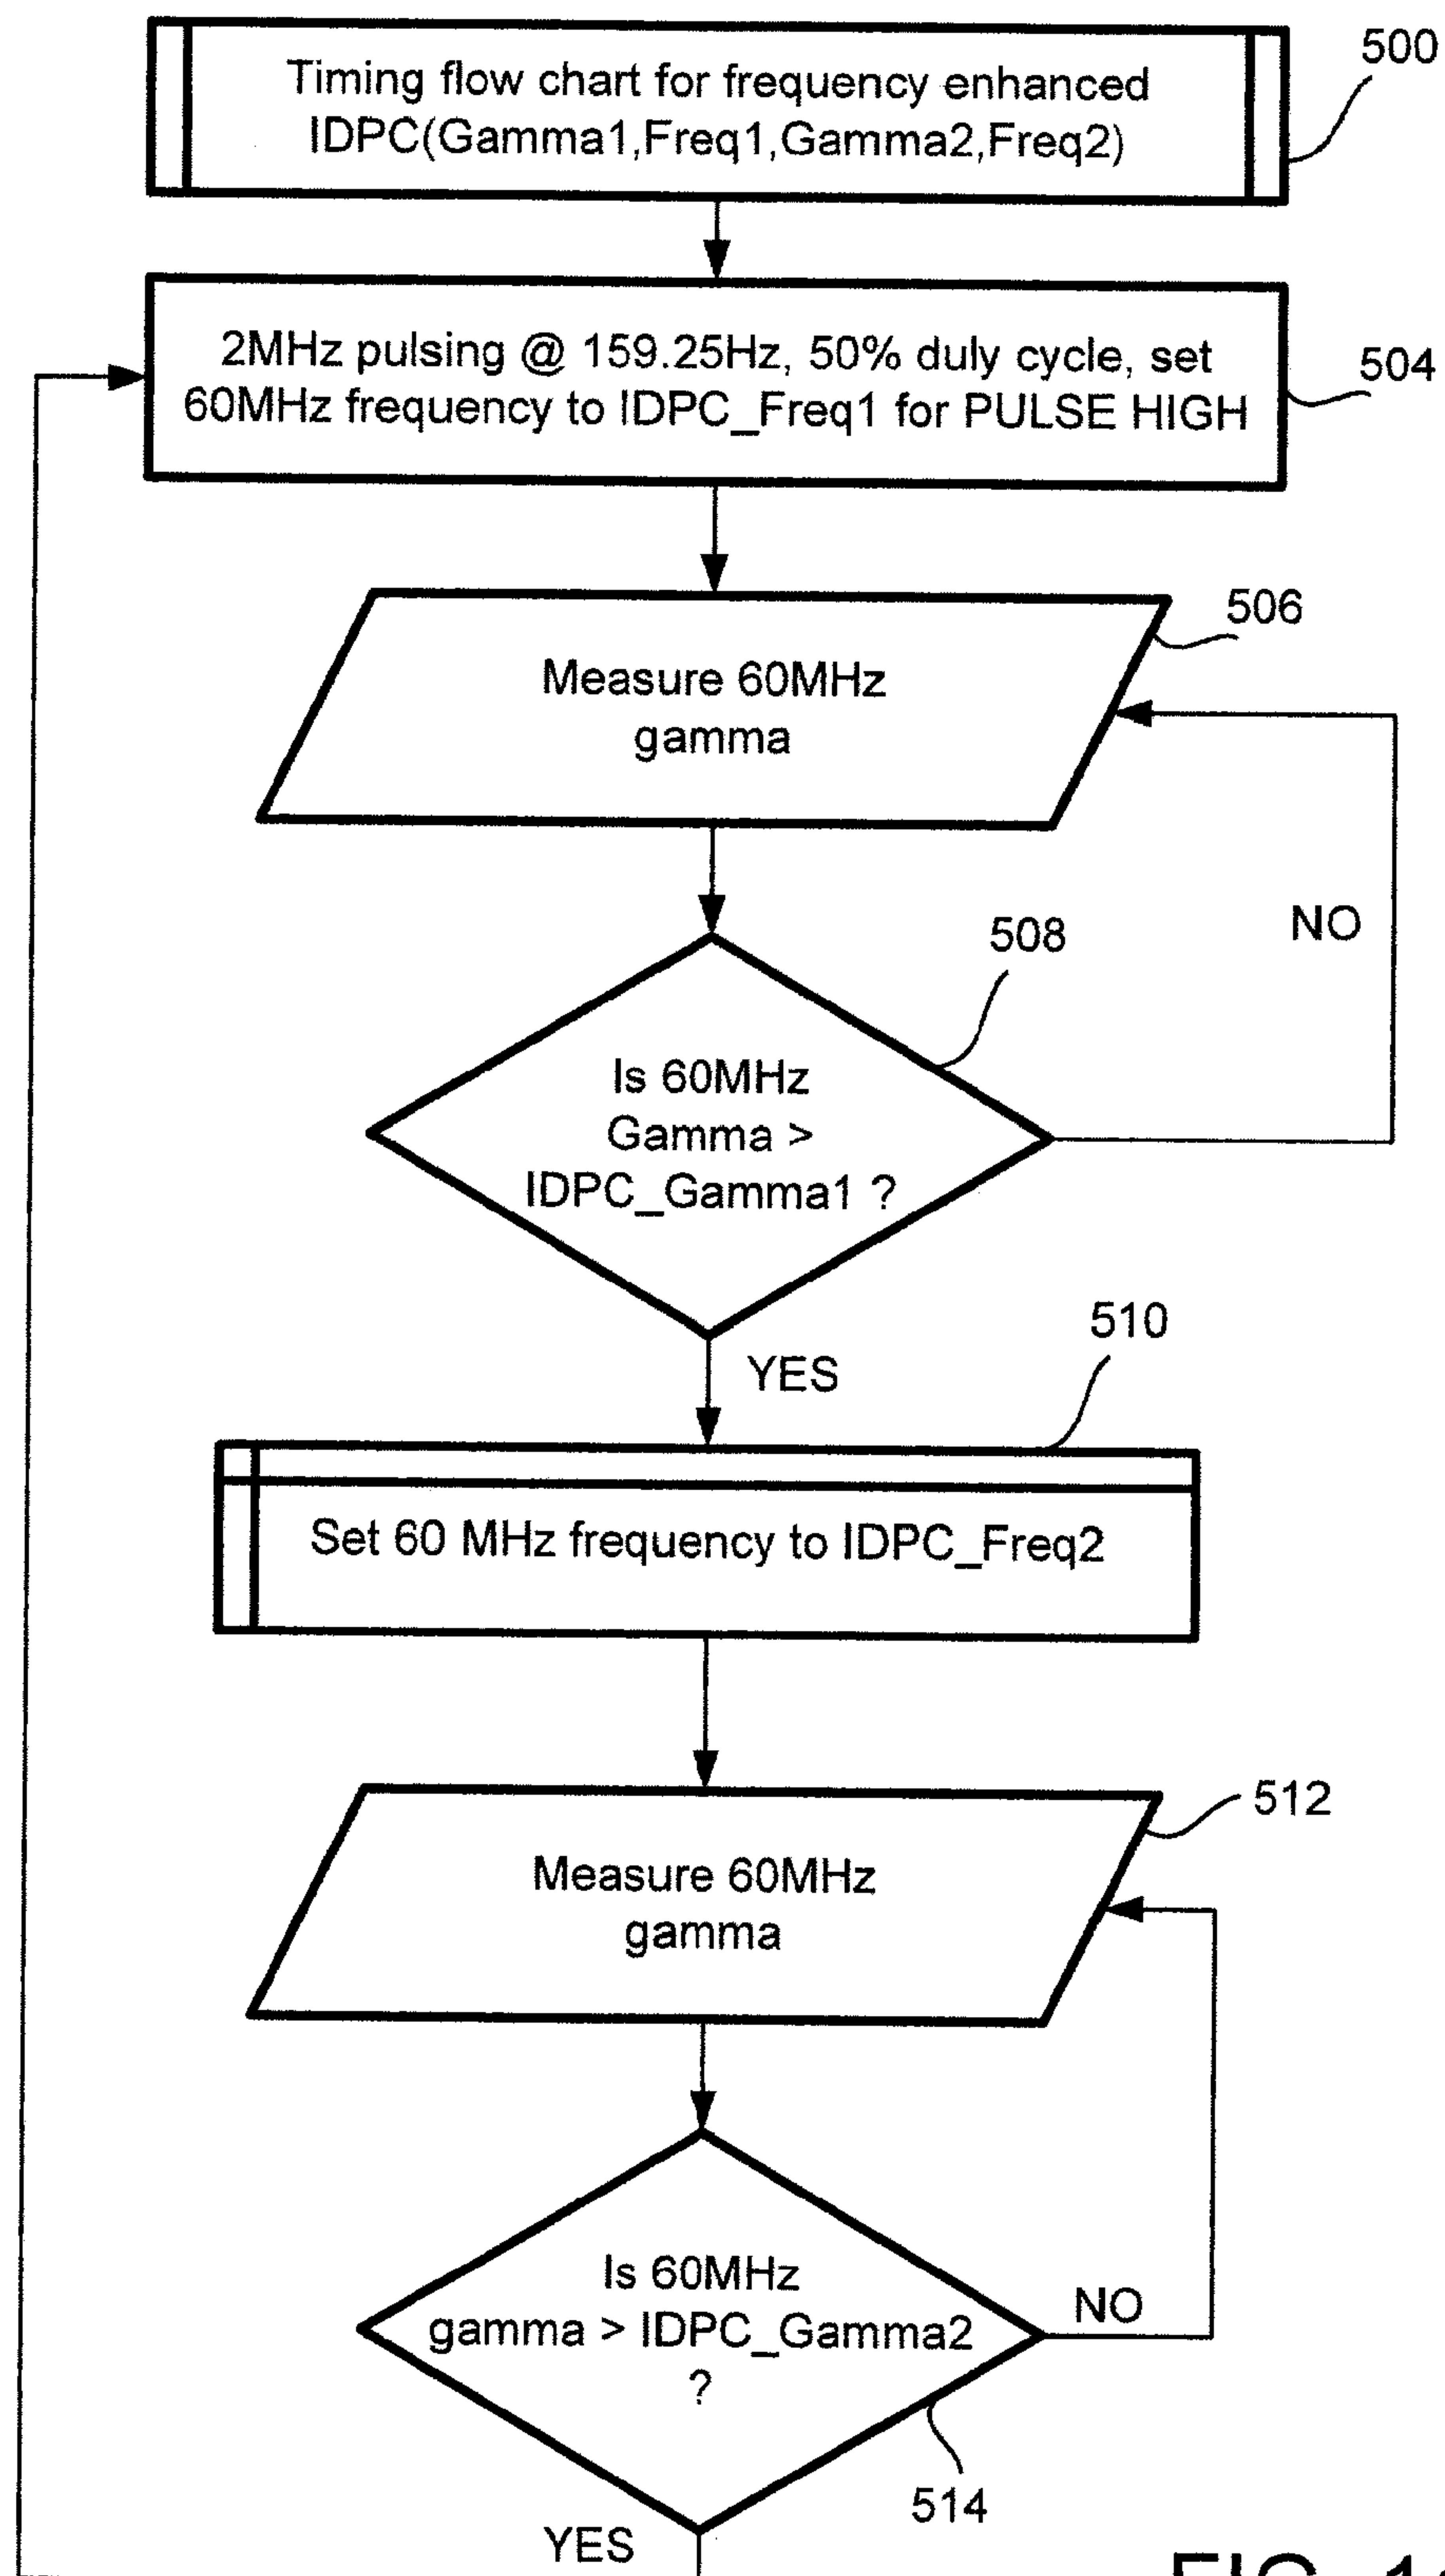 Timing flow chart for frequency enhanced
IDPC(Gamma1,Freq1,Gamma2,Freq2)
500
2MHz pulsing @ 159.25Hz, 50% duly cycle, set
60MHz frequency to IDPC_Freq1 for PULSE HIGH
504
506
Measure 60MHz
gamma
NO
508
Is 60MHz
Gamma >
IDPC_Gamma1 ?
510
YES
Set 60 MHz frequency to IDPC_Freq2
512
Measure 60MHz
gamma
Is 60MHz
gamma > IDPC_Gamma2
?
NO
514
YES